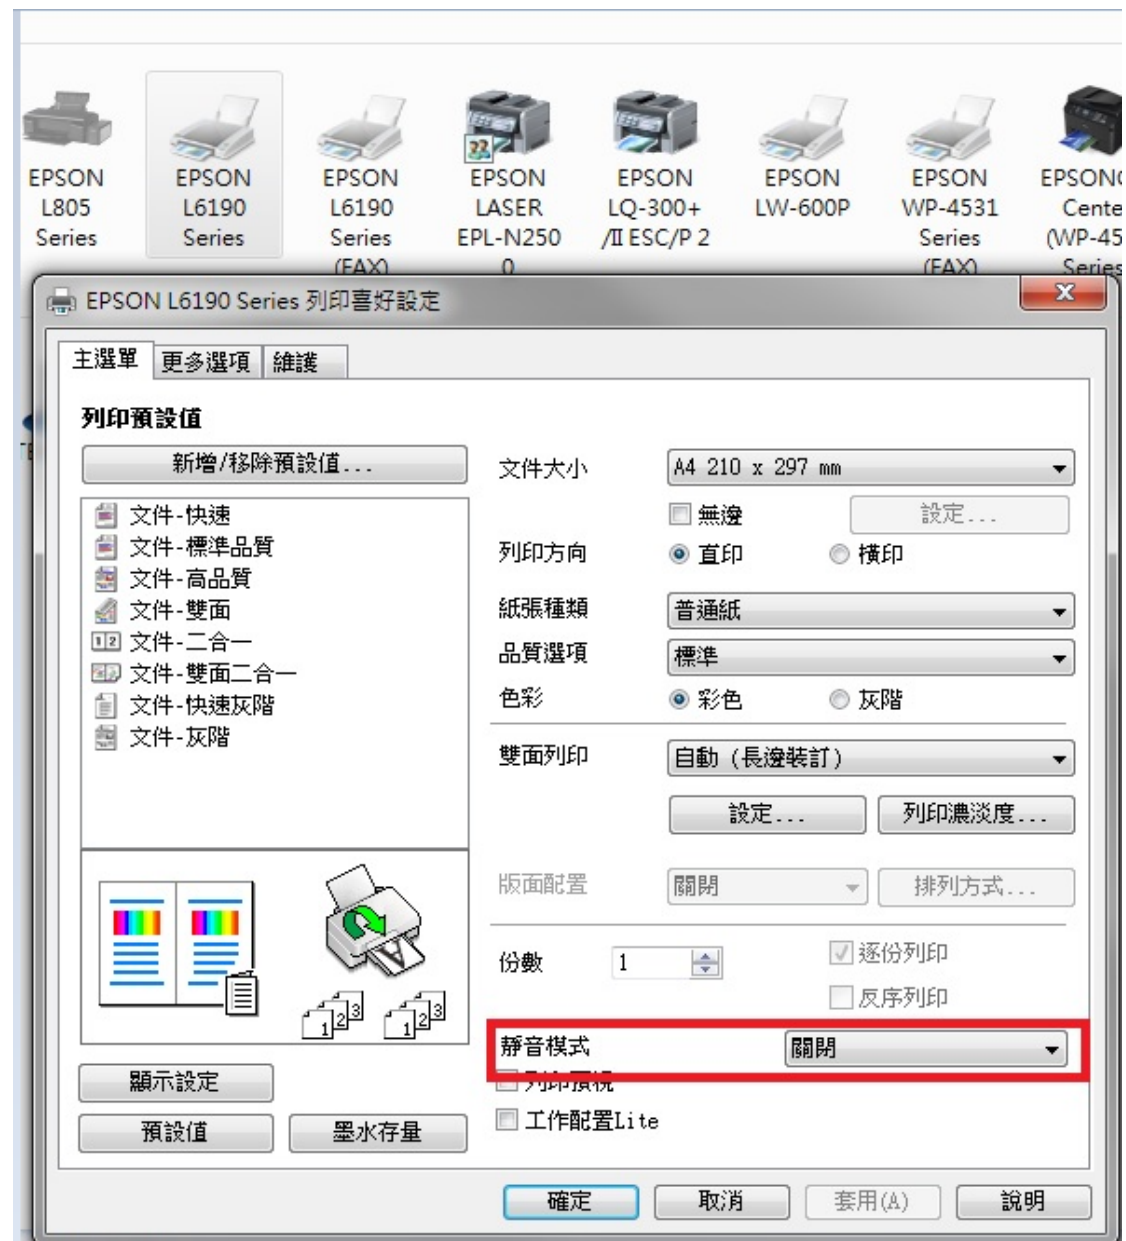 EPSON
L805
Series
EPSON
L6190
Series
EPSON
L6190
Series
(FAX)
EPSON
LASER
EPL-N250
0
EPSON
LQ-300+
/II ESC/P 2
EPSON
LW-600P
EPSON
WP-4531
Series
(FAX)
EPSON
Cente
(WP-45
Series
EPSON L6190 Series 列印喜好設定
主選單
更多選項
維護
列印預設值
新增/移除預設值...
文件-快速
文件-標準品質
文件-高品質
文件-雙面
文件-二合一
文件-雙面二合一
文件-快速灰階
文件-灰階
文件大小 A4 210 x 297 mm
無邊 設定...
列印方向 直印 橫印
紙張種類 普通紙
品質選項 標準
色彩 彩色 灰階
雙面列印 自動 (長邊裝訂)
設定... 列印濃淡度...
版面配置 關閉 排列方式...
份數 1 逐份列印
反序列印
靜音模式 關閉
列印預視
工作配置Lite
顯示設定
預設值 墨水存量
確定 取消 套用(A) 說明